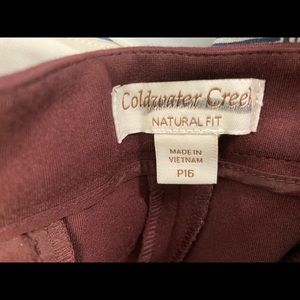 Coldwater Creek
NATURAL FIT
MADE IN
VIETNAM
P16